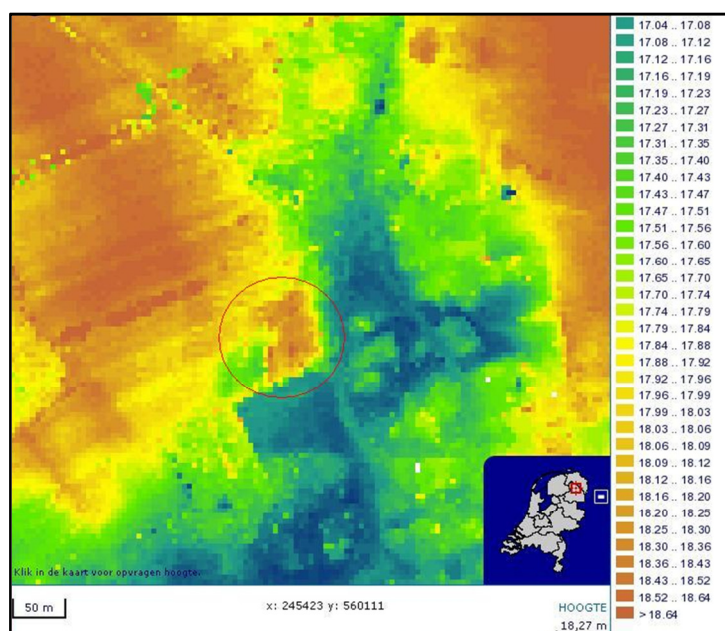 17.04 .. 17.08
17.08 .. 17.12
17.12 .. 17.16
17.16 .. 17.19
17.19 .. 17.23
17.23 .. 17.27
17.27 .. 17.31
17.31 .. 17.35
17.35 .. 17.40
17.40 .. 17.43
17.43 .. 17.47
17.47 .. 17.51
17.51 .. 17.56
17.56 .. 17.60
17.60 .. 17.65
17.65 .. 17.70
17.70 .. 17.74
17.74 .. 17.79
17.79 .. 17.84
17.84 .. 17.88
17.88 .. 17.92
17.92 .. 17.96
17.96 .. 17.99
17.99 .. 18.03
18.03 .. 18.06
18.06 .. 18.09
18.09 .. 18.12
18.12 .. 18.16
18.16 .. 18.20
18.20 .. 18.25
18.25 .. 18.30
18.30 .. 18.36
18.36 .. 18.43
18.43 .. 18.52
18.52 .. 18.64
> 18.64
Klik in de kaart voor opvragen hoogte.
50 m
x: 245423 y: 560111
HOOGTE
18,27 m